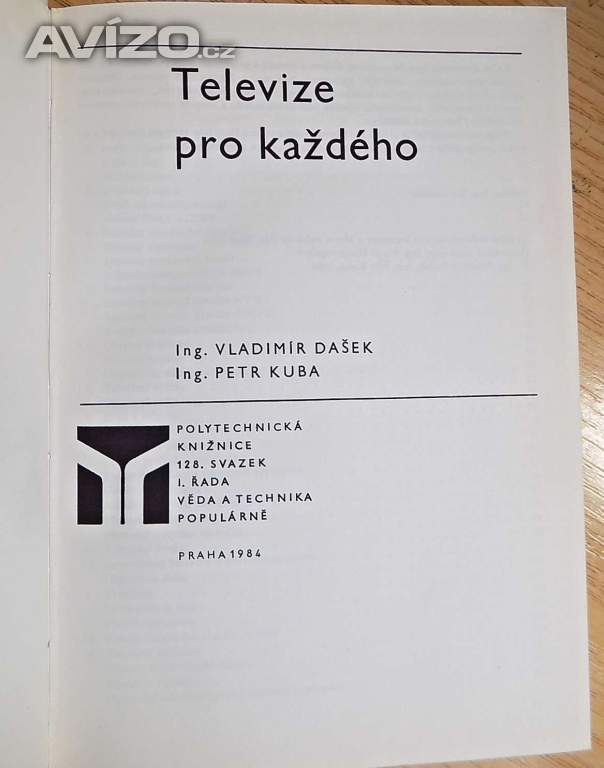 AVÍZO.cz
Televize
pro každého
Ing. VLADIMÍR DAŠEK
Ing. PETR KUBA
POLYTECHNICKÁ
KNIŽNICE
128. SVAZEK
I. ŘADA
VĚDA A TECHNIKA
POPULÁRNĚ
PRAHA 1984